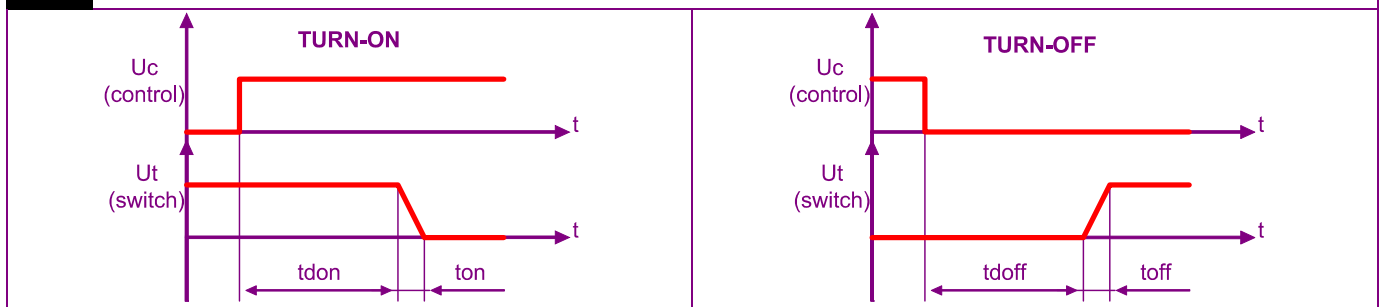 TURN-ON
Uc
(control)
t
Ut
(switch)
t
tdon
ton
TURN-OFF
Uc
(control)
t
Ut
(switch)
t
tdoff
toff